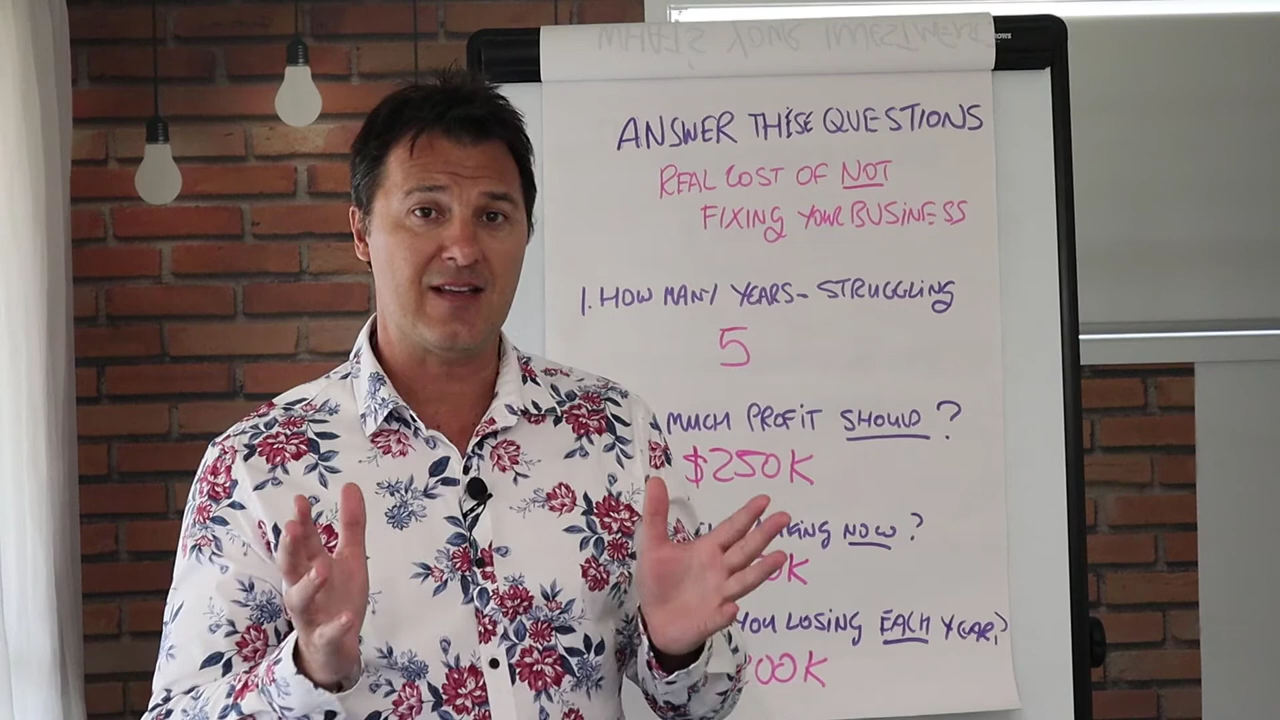 ANSWER THESE QUESTIONS
REAL COST OF NOT
FIXING YOUR BUSINESS
1. HOW MANY YEARS - STRUGGLING
5
MUCH PROFIT SHOULD?
$250K
NOW?
K
YOU LOSING EACH YEAR?
00K